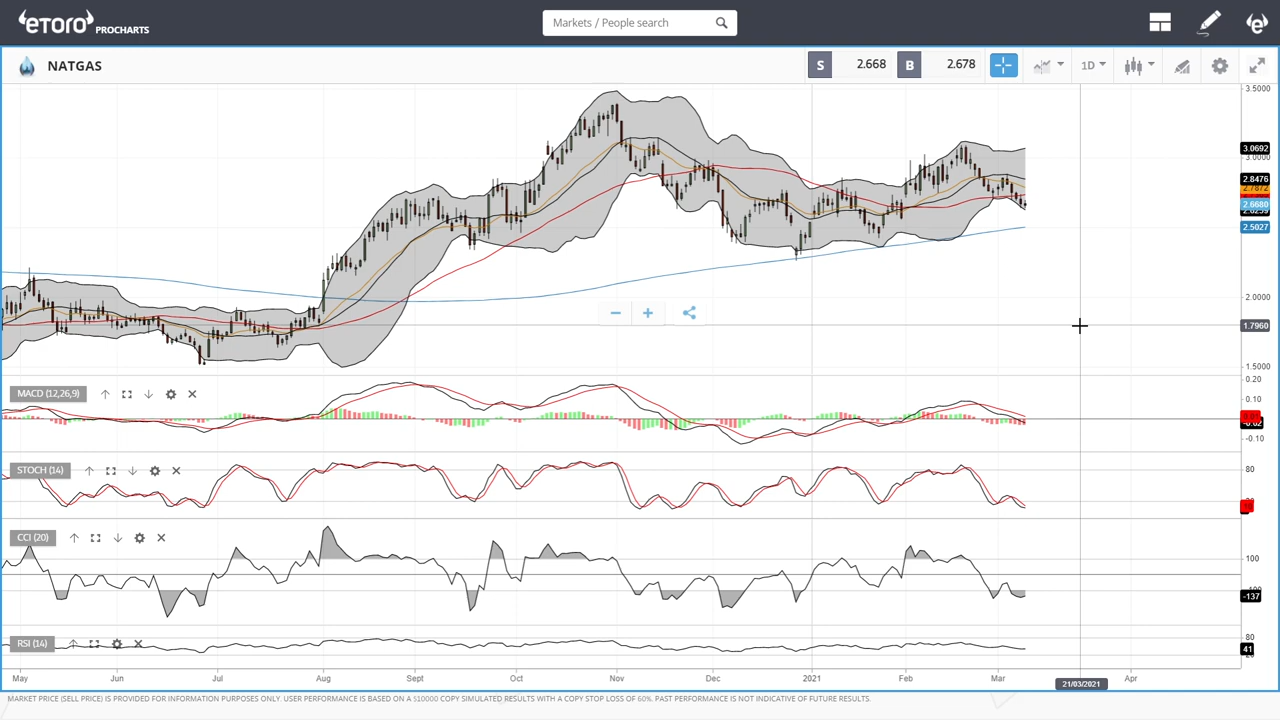 eToro PROCHARTS
Markets / People search
NATGAS
S 2.668 B 2.678
1D
3.5000
3.0692
3.0000
2.8476
2.7872
2.6680
2.5027
2.0000
1.7960
1.5000
MACD (12,26,9)
0.20
0.10
-0.10
STOCH (14)
80
CCI (20)
100
-137
RSI (14)
80
41
May Jun Jul Aug Sept Oct Nov Dec 2021 Feb Mar Apr
21/03/2021
MARKET PRICE (SELL PRICE) IS PROVIDED FOR INFORMATION PURPOSES ONLY. USER PERFORMANCE IS BASED ON A $10000 COPY SIMULATED RESULTS WITH A COPY STOP LOSS OF 60%. PAST PERFORMANCE IS NOT INDICATIVE OF FUTURE RESULTS.